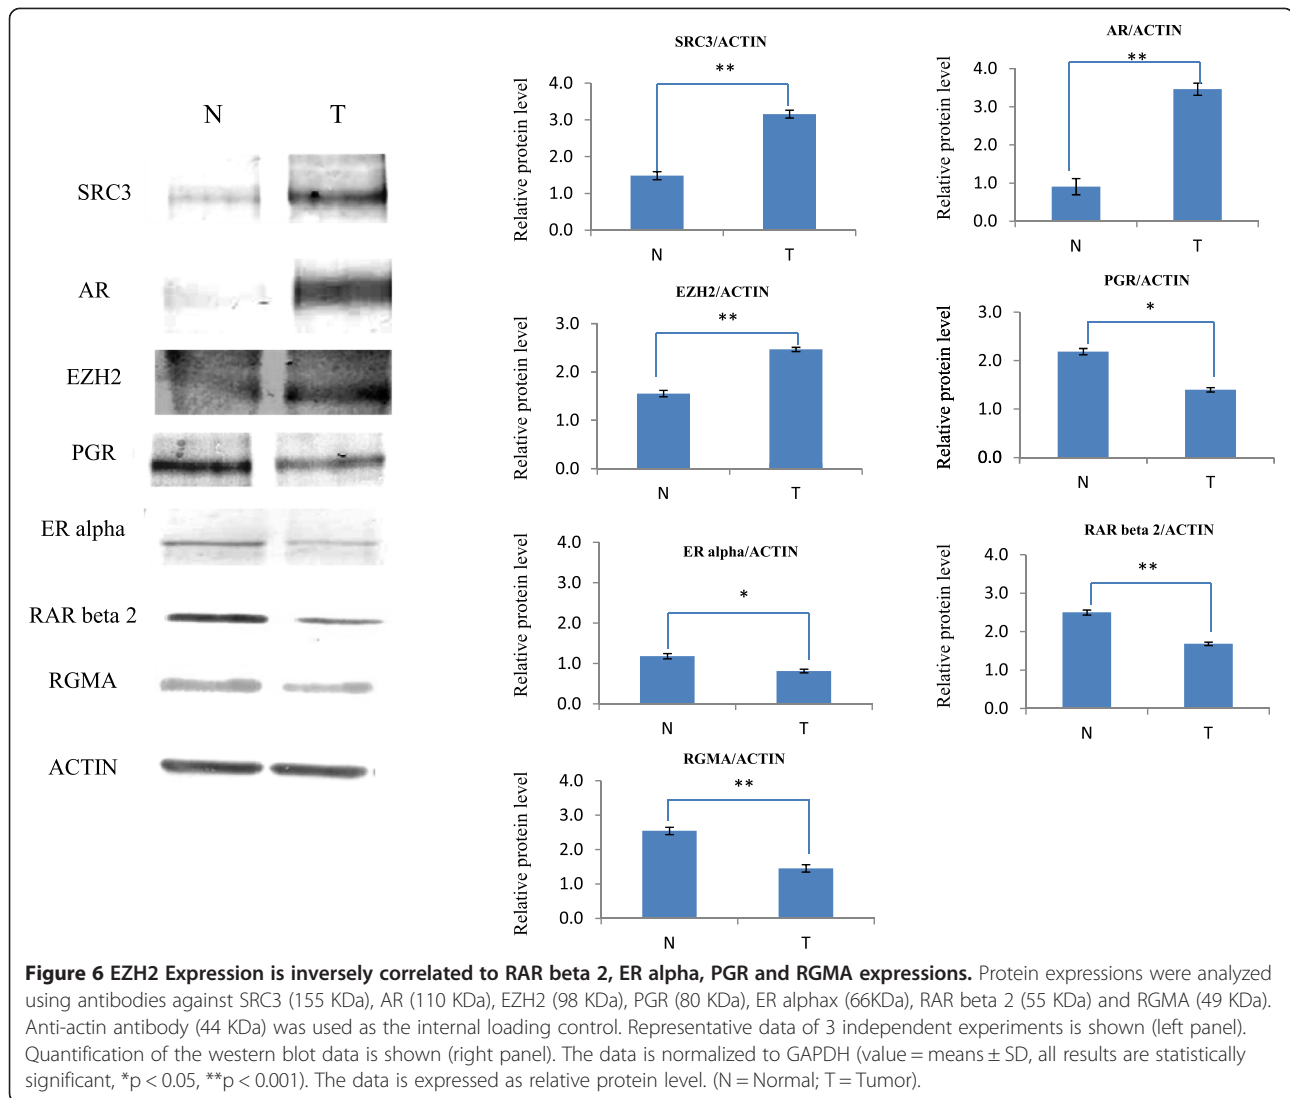 N T
SRC3
AR
EZH2
PGR
ER alpha
RAR beta 2
RGMA
ACTIN
SRC3/ACTIN
**
Relative protein level
4.0
3.0
2.0
1.0
0.0
N T
AR/ACTIN
**
Relative protein level
4.0
3.0
2.0
1.0
0.0
N T
EZH2/ACTIN
**
Relative protein level
3.0
2.0
1.0
0.0
N T
PGR/ACTIN
*
Relative protein level
3.0
2.0
1.0
0.0
N T
ER alpha/ACTIN
*
Relative protein level
4.0
3.0
2.0
1.0
0.0
N T
RAR beta 2/ACTIN
**
Relative protein level
4.0
3.0
2.0
1.0
0.0
N T
RGMA/ACTIN
**
Relative protein level
4.0
3.0
2.0
1.0
0.0
N T
Figure 6 EZH2 Expression is inversely correlated to RAR beta 2, ER alpha, PGR and RGMA expressions. Protein expressions were analyzed
using antibodies against SRC3 (155 KDa), AR (110 KDa), EZH2 (98 KDa), PGR (80 KDa), ER alphax (66KDa), RAR beta 2 (55 KDa) and RGMA (49 KDa).
Anti-actin antibody (44 KDa) was used as the internal loading control. Representative data of 3 independent experiments is shown (left panel).
Quantification of the western blot data is shown (right panel). The data is normalized to GAPDH (value = means ± SD, all results are statistically
significant, *p < 0.05, **p < 0.001). The data is expressed as relative protein level. (N = Normal; T = Tumor).